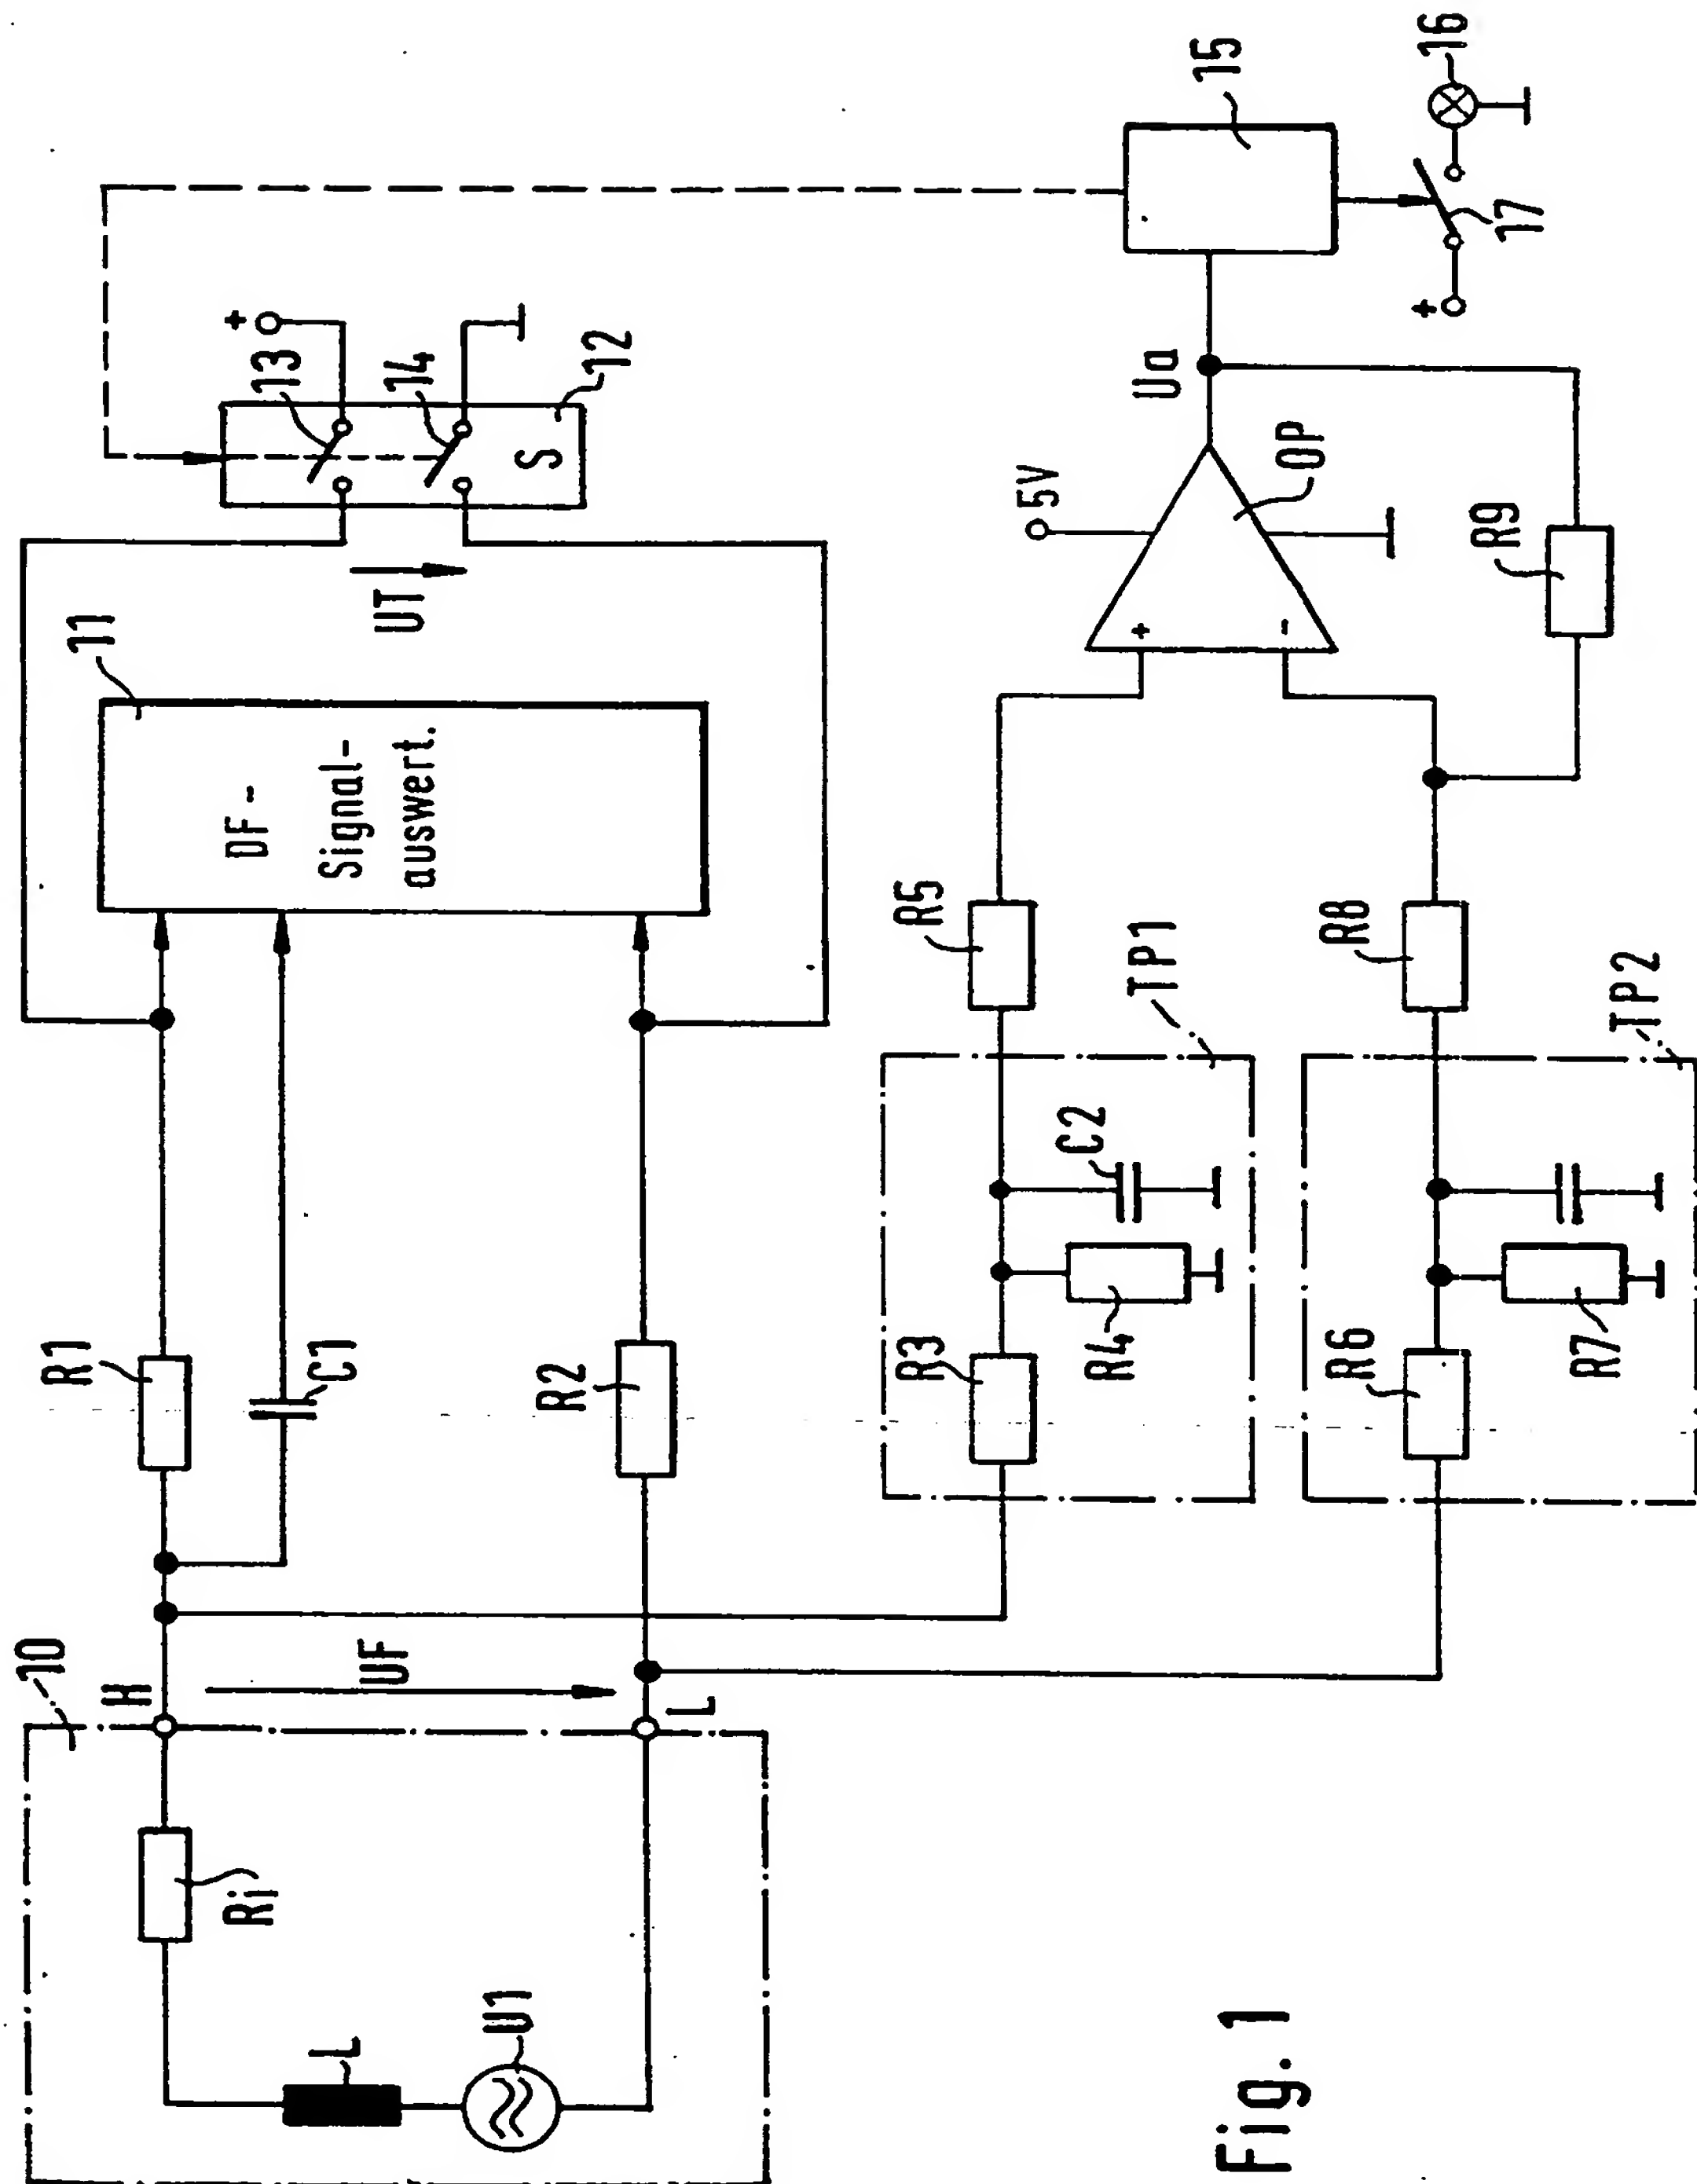 10
H
UF
L
Ri
L
U1
R1
C1
R2
11
DF-
Signal-
auswert.
UT
+
13
14
S
12
R3
R4
C2
TP1
R5
R6
R7
TP2
R8
5V
+
-
OP
R9
Ua
15
16
17
+
Fig. 1